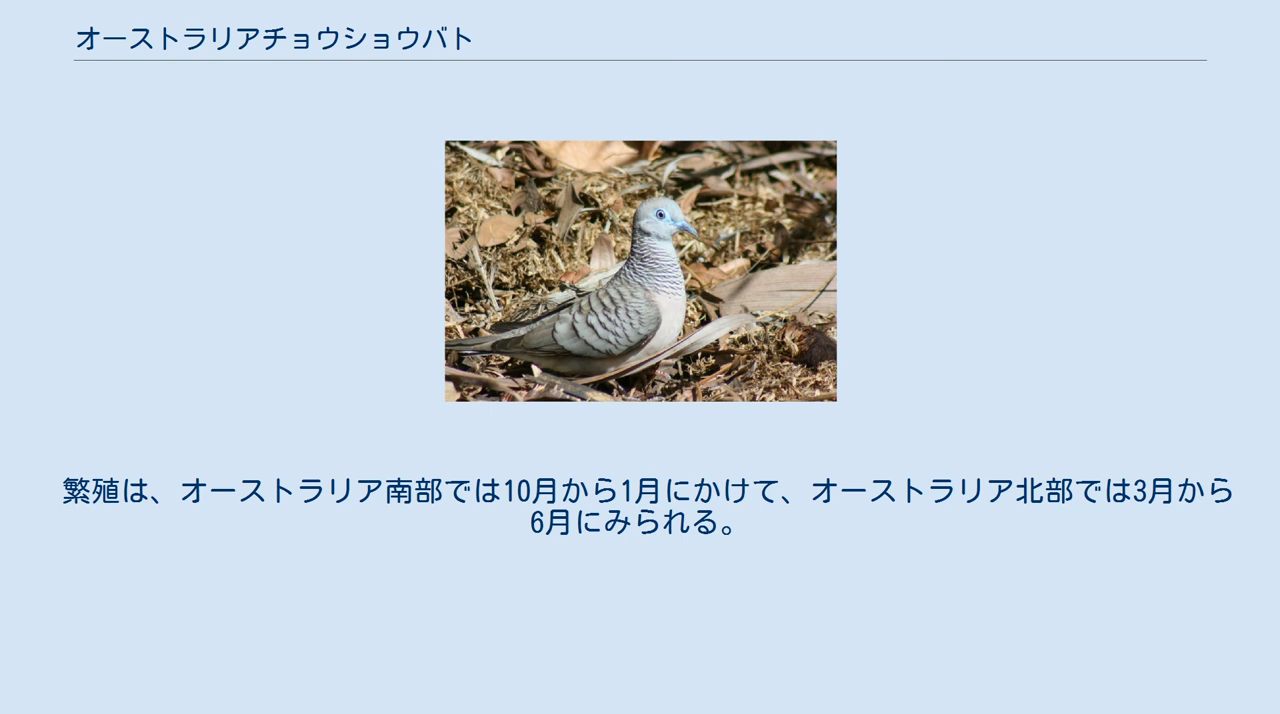 オーストラリアチョウショウバト
繁殖は、オーストラリア南部では10月から1月にかけて、オーストラリア北部では3月から
6月にみられる。